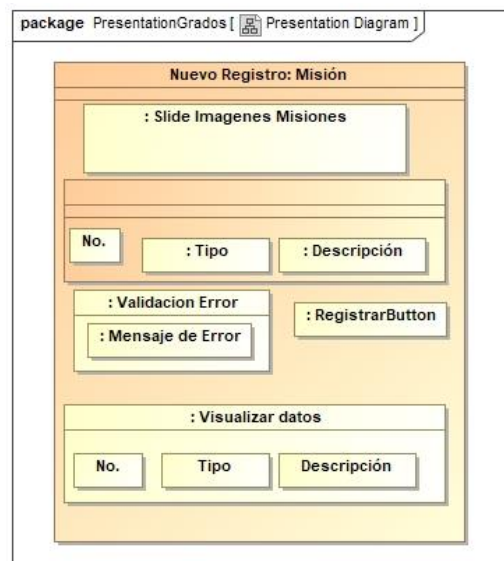 package PresentationGrados [ Presentation Diagram ]
Nuevo Registro: Misión
: Slide Imagenes Misiones
No.
: Tipo
: Descripción
: Validacion Error
: RegistrarButton
: Mensaje de Error
: Visualizar datos
No.
Tipo
Descripción